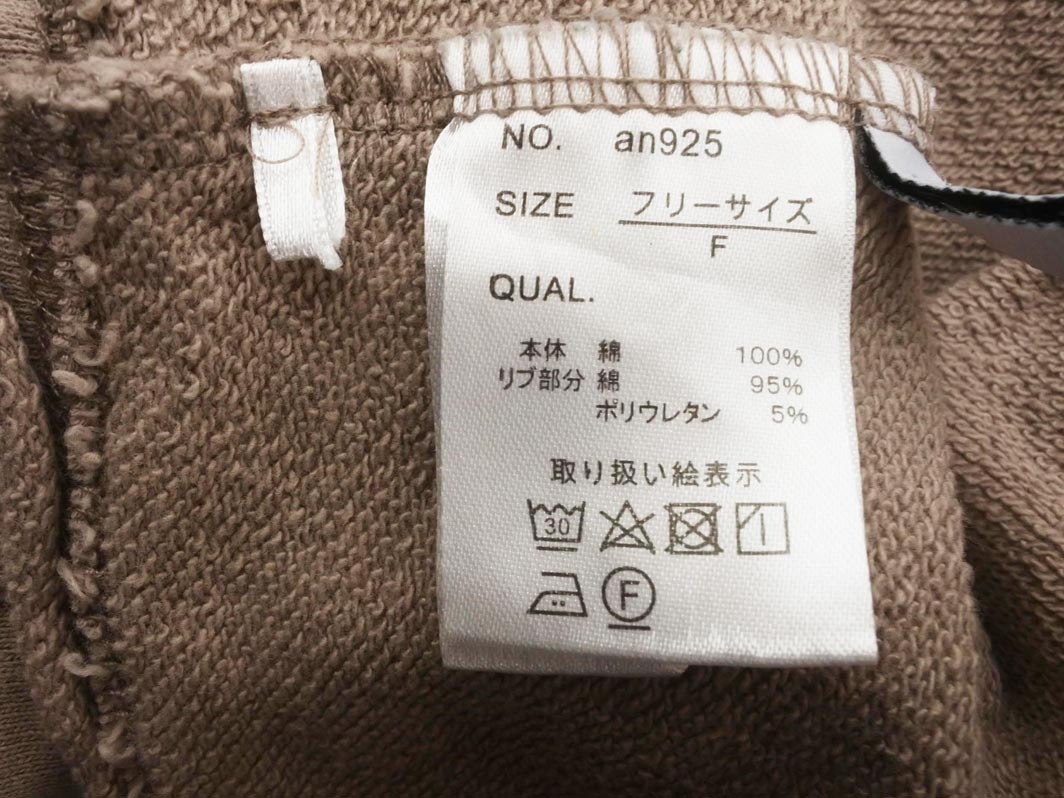 NO. an925
SIZE フリーサイズ
F
QUAL.
本体 綿 100%
リブ部分 綿 95%
ポリウレタン 5%
取り扱い絵表示
30
F